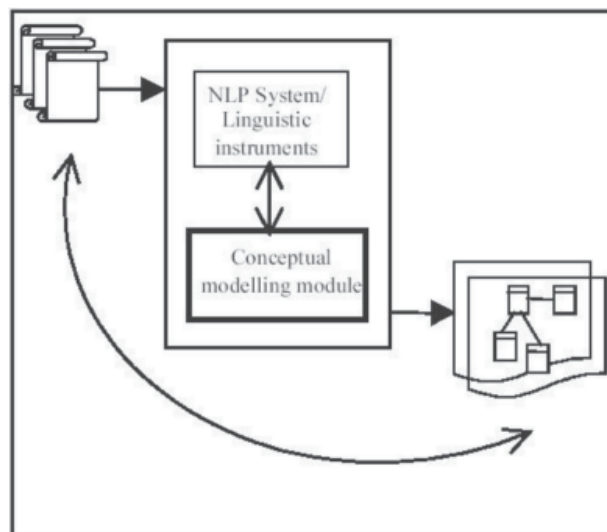 NLP System/
Linguistic
instruments
Conceptual
modelling module